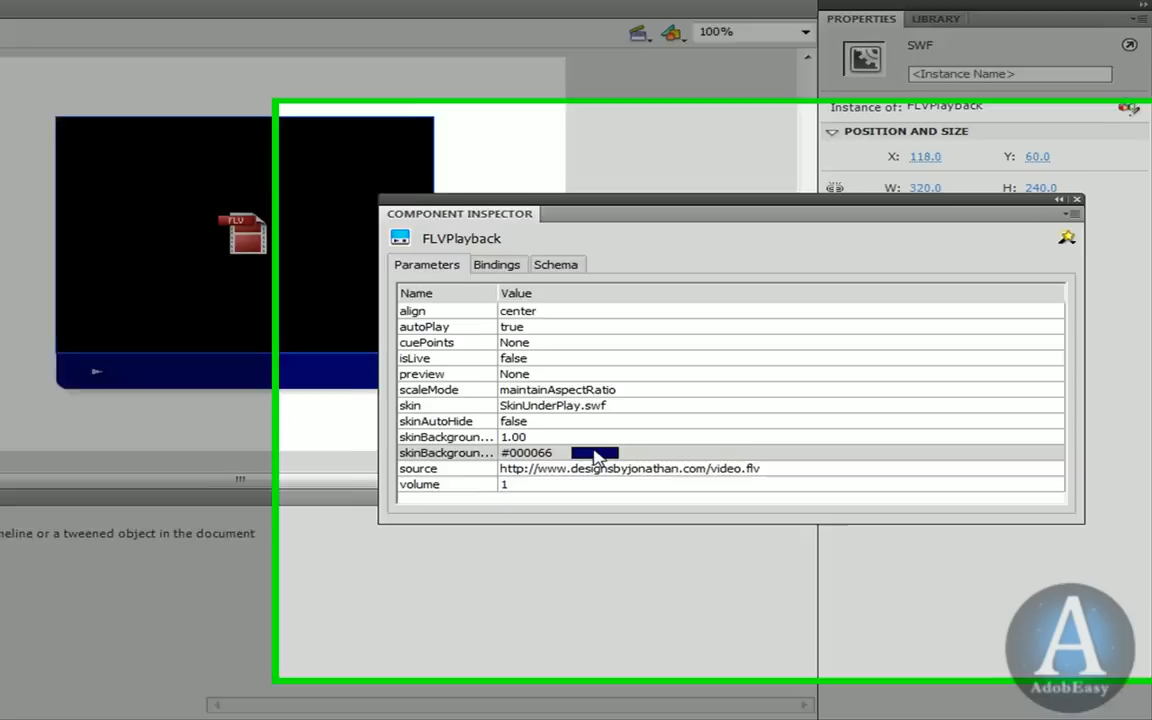 PROPERTIES LIBRARY
100%
SWF
<Instance Name>
Instance of: FLVPlayback
POSITION AND SIZE
X: 118.0 Y: 60.0
W: 320.0 H: 240.0
FLV
COMPONENT INSPECTOR
FLVPlayback
Parameters Bindings Schema
Name Value
align center
autoPlay true
cuePoints None
isLive false
preview None
scaleMode maintainAspectRatio
skin SkinUnderPlay.swf
skinAutoHide false
skinBackgroun... 1.00
skinBackgroun... #000066
source http://www.designsbyjonathan.com/video.flv
volume 1
neline or a tweened object in the document
A
AdobEasy